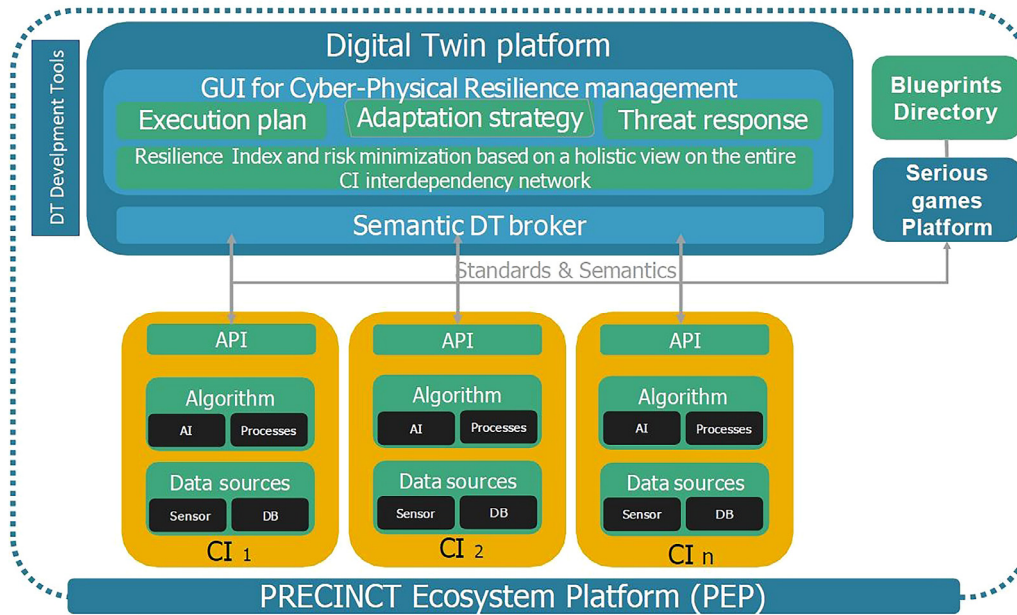 Digital Twin platform
GUI for Cyber-Physical Resilience management
Execution plan
Adaptation strategy
Threat response
Resilience Index and risk minimization based on a holistic view on the entire
CI interdependency network
Semantic DT broker
DT Develpment Tools
Blueprints
Directory
Serious
games
Platform
Standards & Semantics
API
Algorithm
AI
Processes
Data sources
Sensor
DB
CI 1
API
Algorithm
AI
Processes
Data sources
Sensor
DB
CI 2
API
Algorithm
AI
Processes
Data sources
Sensor
DB
CI n
PRECINCT Ecosystem Platform (PEP)